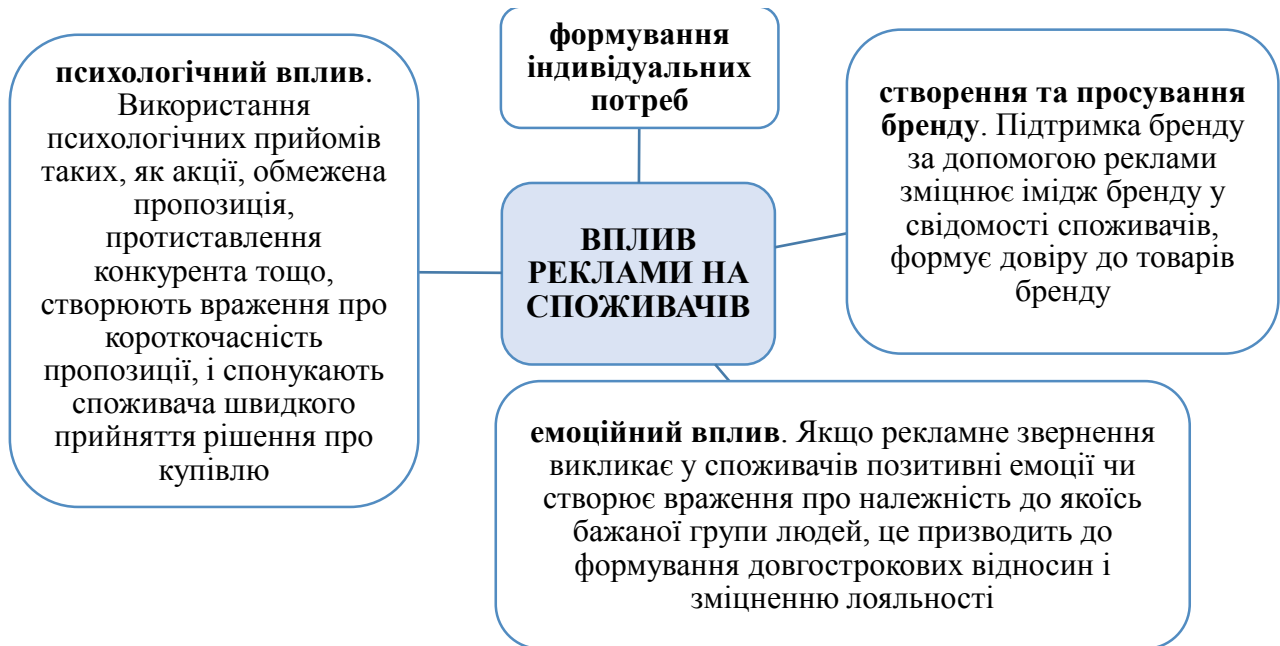 формування
індивідуальних
потреб
психологічний вплив.
Використання
психологічних прийомів
таких, як акції, обмежена
пропозиція,
протиставлення
конкурента тощо,
створюють враження про
короткочасність
пропозиції, і спонукають
споживача швидкого
прийняття рішення про
купівлю
ВПЛИВ
РЕКЛАМИ НА
СПОЖИВАЧІВ
створення та просування
бренду. Підтримка бренду
за допомогою реклами
зміцнює імідж бренду у
свідомості споживачів,
формує довіру до товарів
бренду
емоційний вплив. Якщо рекламне звернення
викликає у споживачів позитивні емоції чи
створює враження про належність до якоїсь
бажаної групи людей, це призводить до
формування довгострокових відносин і
зміцненню лояльності